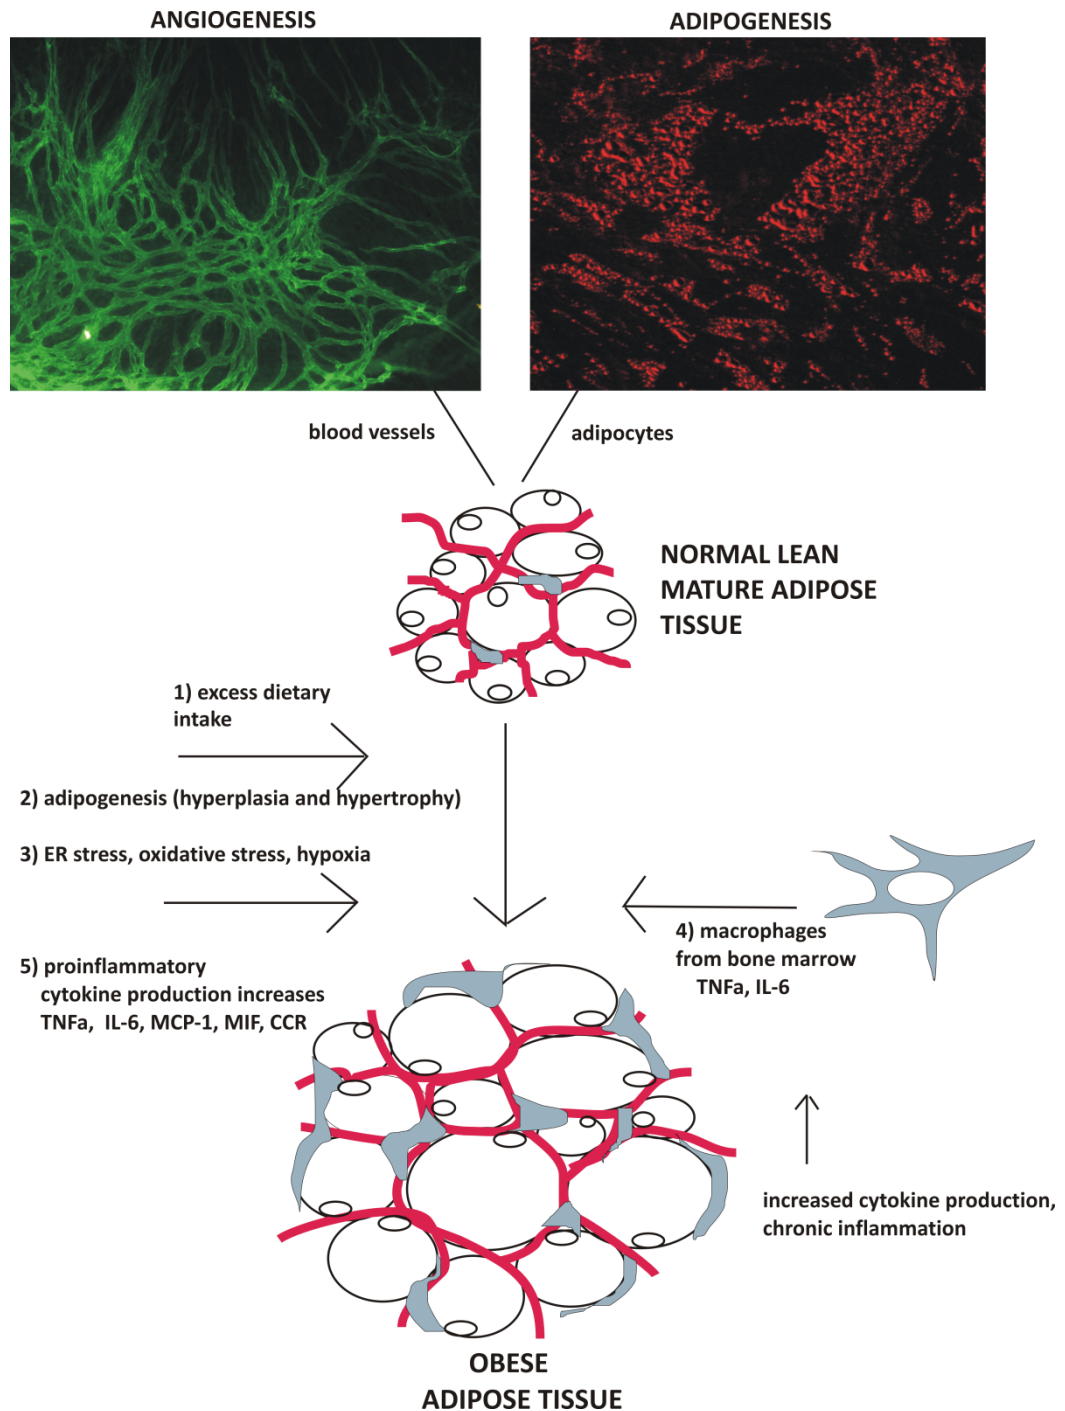 ANGIOGENESIS
ADIPOGENESIS
blood vessels
adipocytes
NORMAL LEAN
MATURE ADIPOSE
TISSUE
1) excess dietary
intake
2) adipogenesis (hyperplasia and hypertrophy)
3) ER stress, oxidative stress, hypoxia
4) macrophages
from bone marrow
TNFa, IL-6
5) proinflammatory
cytokine production increases
TNFa, IL-6, MCP-1, MIF, CCR
increased cytokine production,
chronic inflammation
OBESE
ADIPOSE TISSUE